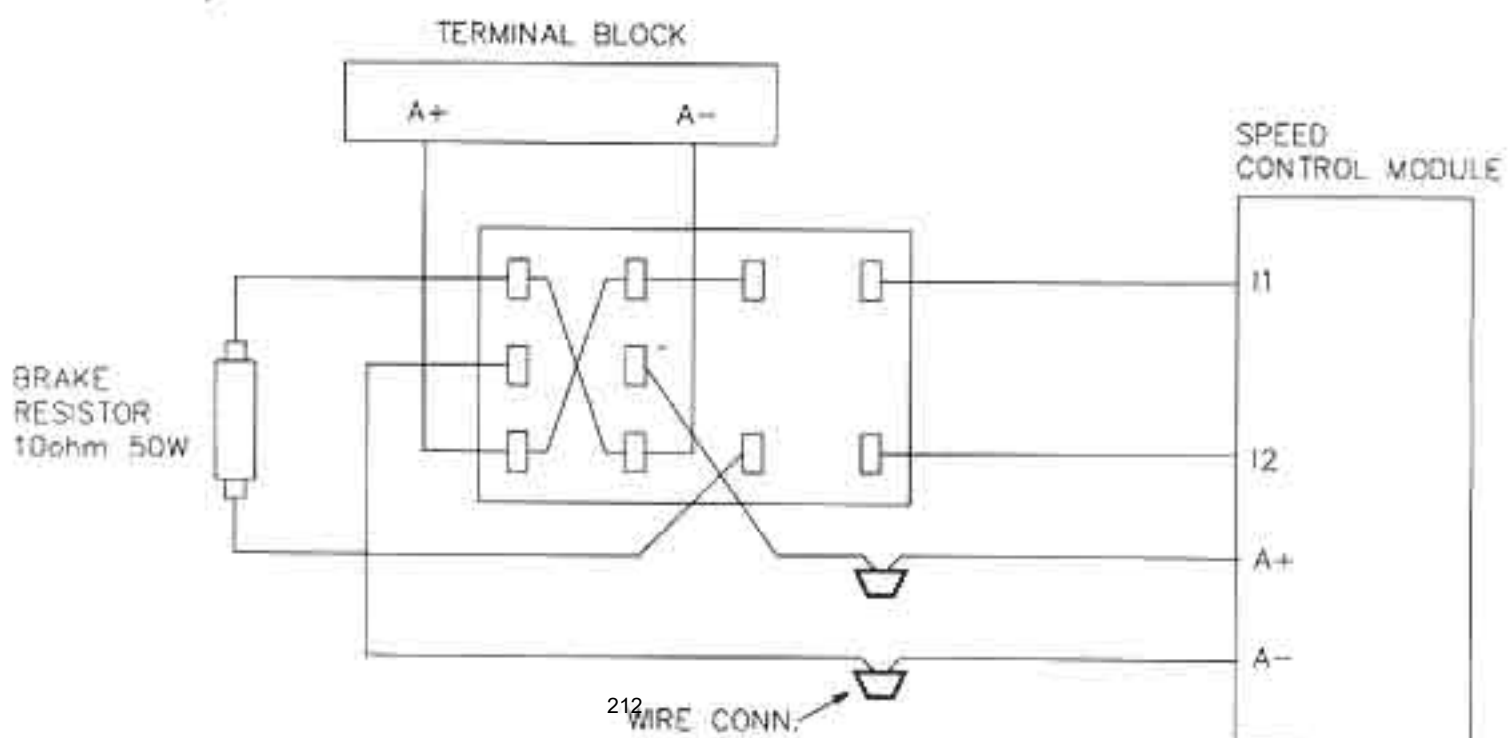 TERMINAL BLOCK
A+
A-
SPEED
CONTROL MODULE
I1
BRAKE
RESISTOR
10ohm 50W
-
I2
A+
A-
212
WIRE CONN.